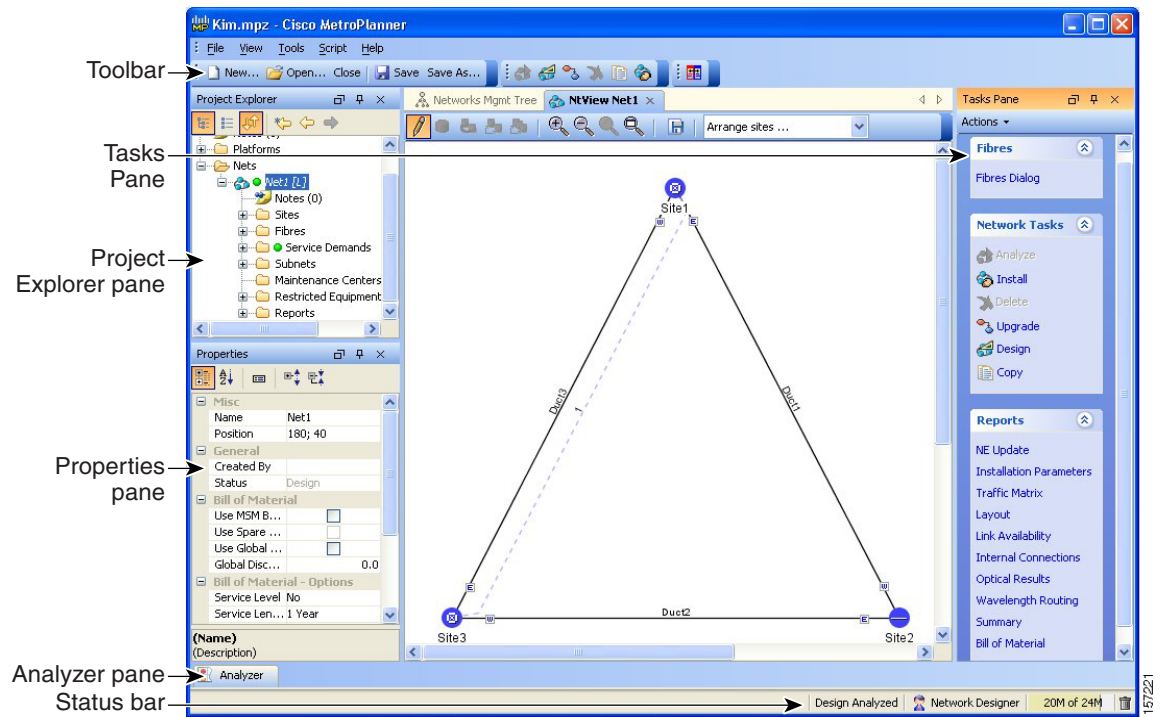 Kim.mpz - Cisco MetroPlanner
File View Tools Script Help
Toolbar
New... Open... Close Save Save As...
Project Explorer
Networks Mgmt Tree NtView Net1
Tasks Pane
Arrange sites ...
Actions
Tasks
Pane
Platforms
Nets
Net1 [L]
Notes (0)
Sites
Fibres
Service Demands
Subnets
Maintenance Centers
Restricted Equipment
Reports
Project
Explorer pane
Fibres
Fibres Dialog
Network Tasks
Analyze
Install
Delete
Upgrade
Design
Copy
Reports
NE Update
Installation Parameters
Traffic Matrix
Layout
Link Availability
Internal Connections
Optical Results
Wavelength Routing
Summary
Bill of Material
Site1
W E
Duct3
1
Duct1
E W
W Duct2 E
Site3 Site2
Properties
Properties
pane
Misc
Name Net1
Position 180; 40
General
Created By
Status Design
Bill of Material
Use MSM B...
Use Spare ...
Use Global ...
Global Disc... 0.0
Bill of Material - Options
Service Level No
Service Len... 1 Year
(Name)
(Description)
Analyzer pane
Analyzer
Status bar
Design Analyzed Network Designer 20M of 24M
157221